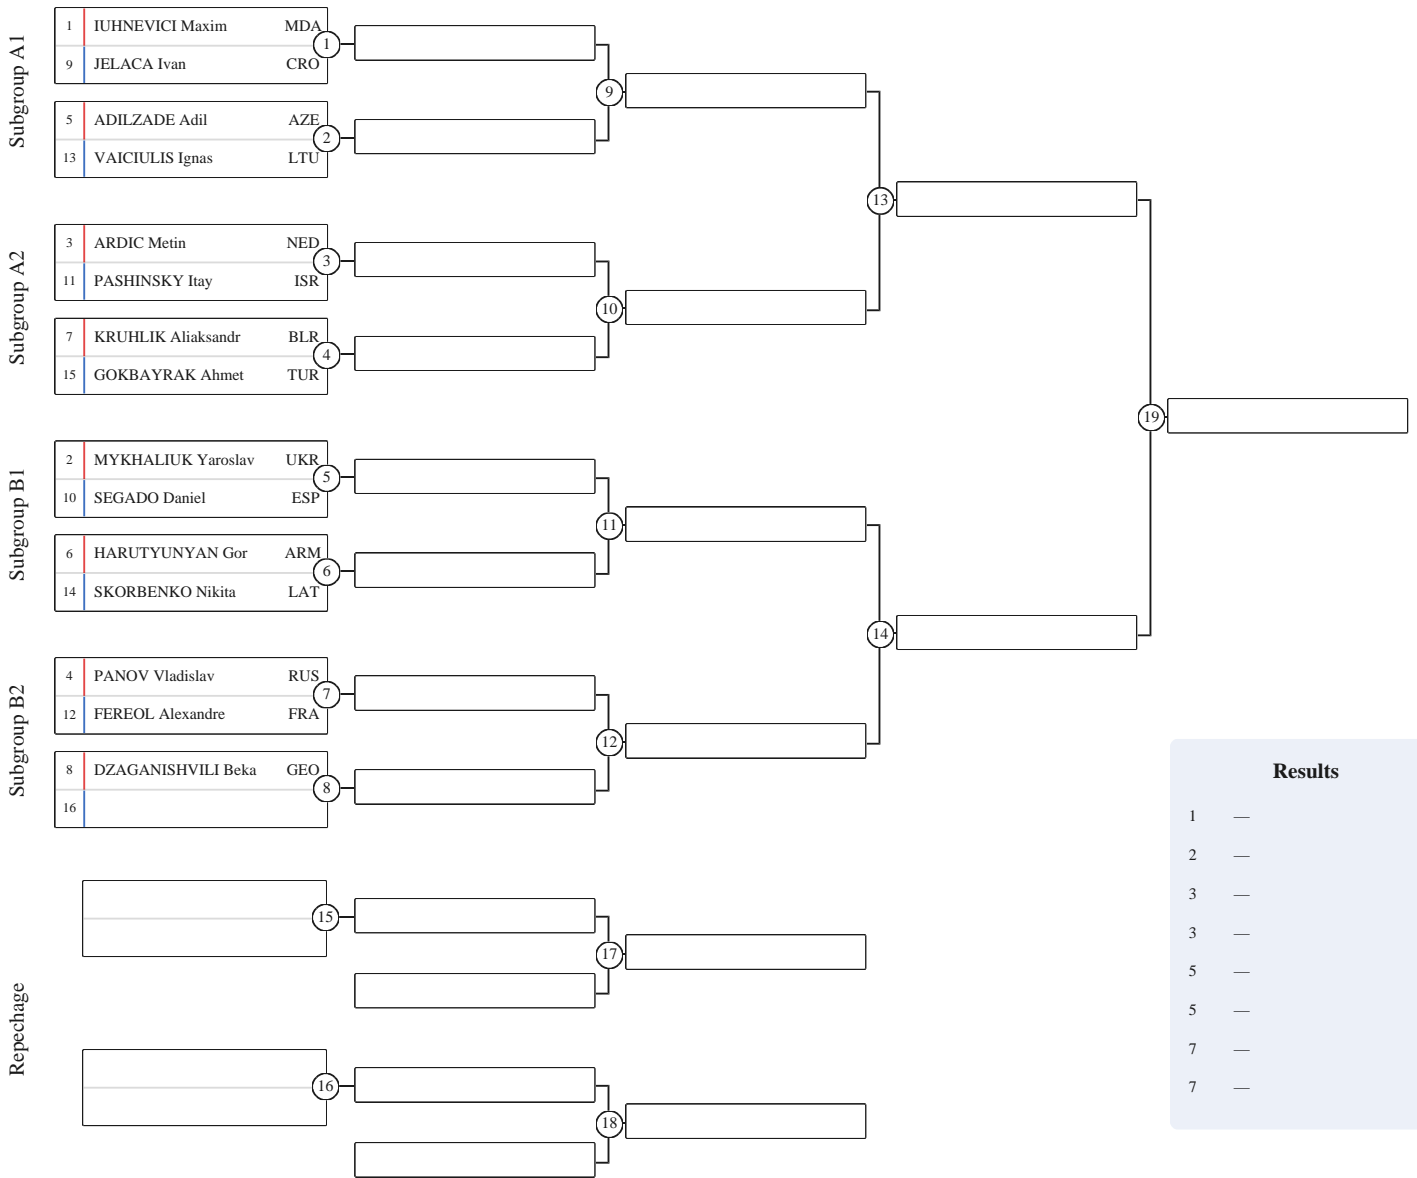 Subgroup A1
1 IUHNEVICI Maxim MDA
1
9 JELACA Ivan CRO
5 ADILZADE Adil AZE
2
13 VAICIULIS Ignas LTU
9
Subgroup A2
3 ARDIC Metin NED
3
11 PASHINSKY Itay ISR
7 KRUHLIK Aliaksandr BLR
4
15 GOKBAYRAK Ahmet TUR
10
13
Subgroup B1
2 MYKHALIUK Yaroslav UKR
5
10 SEGADO Daniel ESP
6 HARUTYUNYAN Gor ARM
6
14 SKORBENKO Nikita LAT
11
Subgroup B2
4 PANOV Vladislav RUS
7
12 FEREOL Alexandre FRA
8 DZAGANISHVILI Beka GEO
8
16
12
14
19
Repechage
15
17
16
18
Results
1 —
2 —
3 —
3 —
5 —
5 —
7 —
7 —